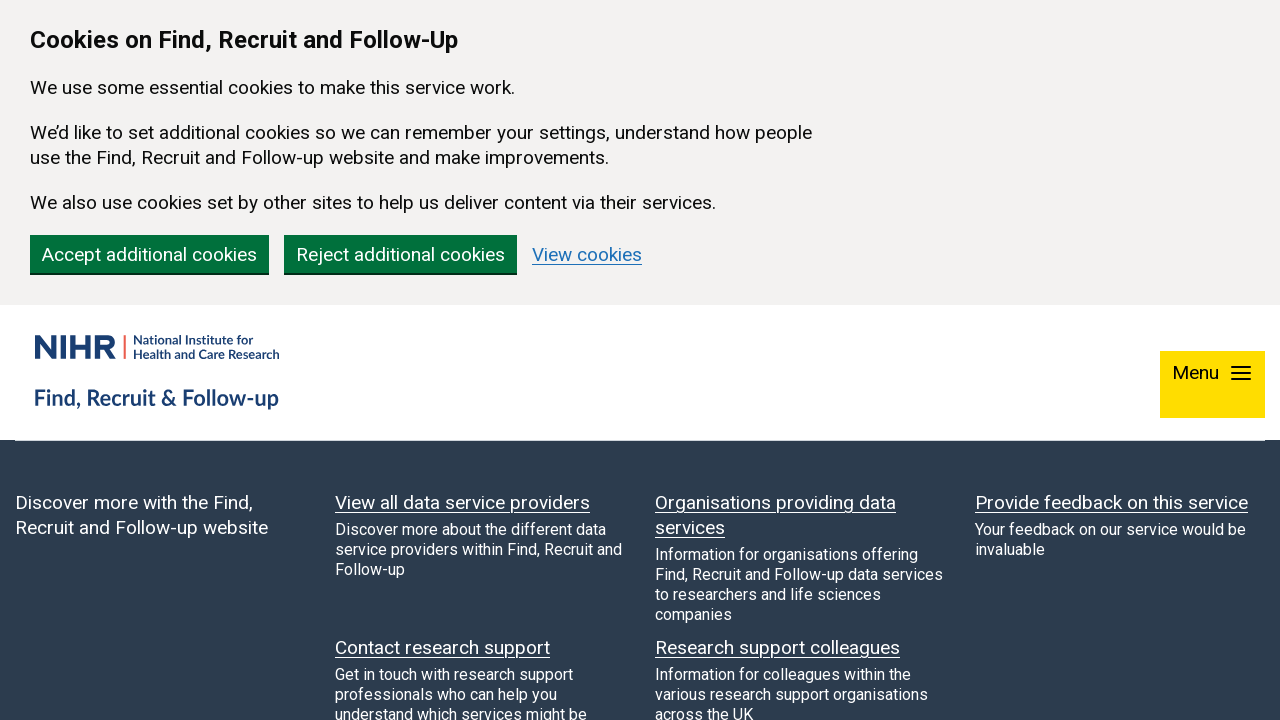 Cookies on Find, Recruit and Follow-Up
We use some essential cookies to make this service work.
We’d like to set additional cookies so we can remember your settings, understand how people
use the Find, Recruit and Follow-up website and make improvements.
We also use cookies set by other sites to help us deliver content via their services.
Accept additional cookies
Reject additional cookies
View cookies
NIHR
National Institute for
Health and Care Research
Find, Recruit & Follow-up
Menu
Discover more with the Find,
Recruit and Follow-up website
View all data service providers
Discover more about the different data
service providers within Find, Recruit and
Follow-up
Organisations providing data
services
Information for organisations offering
Find, Recruit and Follow-up data services
to researchers and life sciences
companies
Provide feedback on this service
Your feedback on our service would be
invaluable
Contact research support
Get in touch with research support
professionals who can help you
understand which services might be
Research support colleagues
Information for colleagues within the
various research support organisations
across the UK